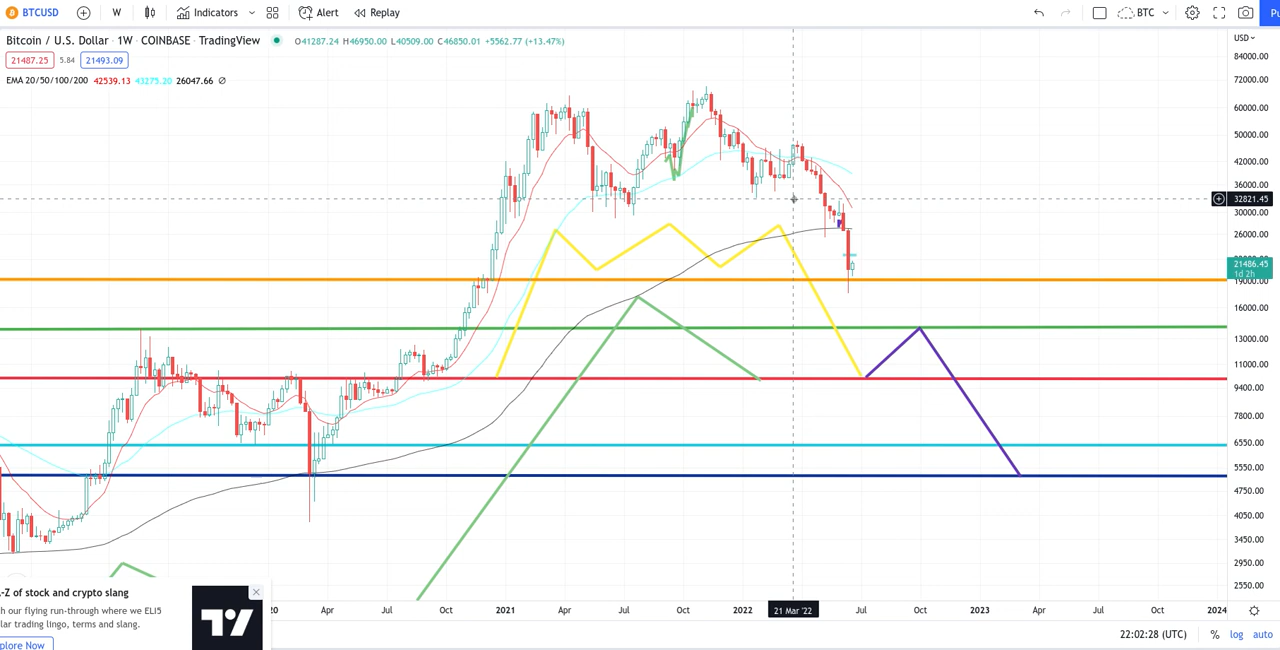 BTCUSD W Indicators Alert Replay BTC Pu
Bitcoin / U.S. Dollar · 1W · COINBASE · TradingView O41287.24 H46950.00 L40509.00 C46850.01 +5562.77 (+13.47%)
21487.25 5.84 21493.09
EMA 20/50/100/200 42539.13 43275.20 26047.66 ∅
USD
84000.00
72000.00
60000.00
50000.00
42000.00
36000.00
32821.45
30000.00
26000.00
21486.45
1d 2h
19000.00
16000.00
13000.00
11000.00
9400.00
7800.00
6550.00
5550.00
4750.00
4050.00
3450.00
2950.00
2550.00
-Z of stock and crypto slang
h our flying run-through where we ELI5
lar trading lingo, terms and slang.
plore Now
20 Apr Jul Oct 2021 Apr Jul Oct 2022 21 Mar '22 Jul Oct 2023 Apr Jul Oct 2024
22:02:28 (UTC) % log auto